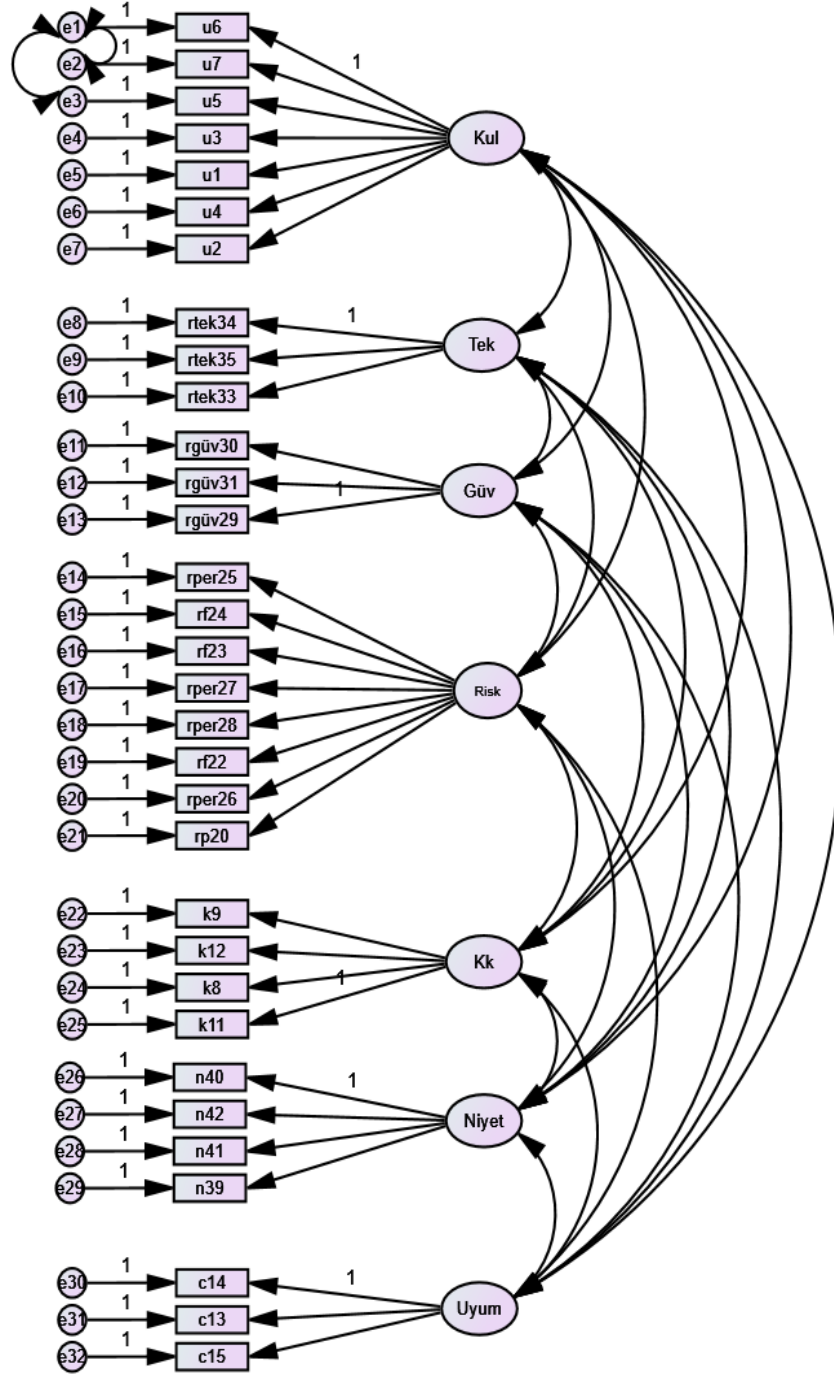 e1 1 u6
1
e2 1 u7
e3 1 u5
e4 1 u3 Kul
e5 1 u1
e6 1 u4
e7 1 u2
e8 1 rtek34 1
Tek
e9 1 rtek35
e10 1 rtek33
e11 1 rgüv30
e12 1 rgüv31 1 Güv
e13 1 rgüv29
e14 1 rper25
e15 1 rf24
e16 1 rf23
e17 1 rper27 Risk
e18 1 rper28
e19 1 rf22
e20 1 rper26
e21 1 rp20
e22 1 k9
e23 1 k12 Kk
e24 1 k8 1
e25 1 k11
e26 1 n40 1
e27 1 n42 Niyet
e28 1 n41
e29 1 n39
e30 1 c14 1
Uyum
e31 1 c13
e32 1 c15